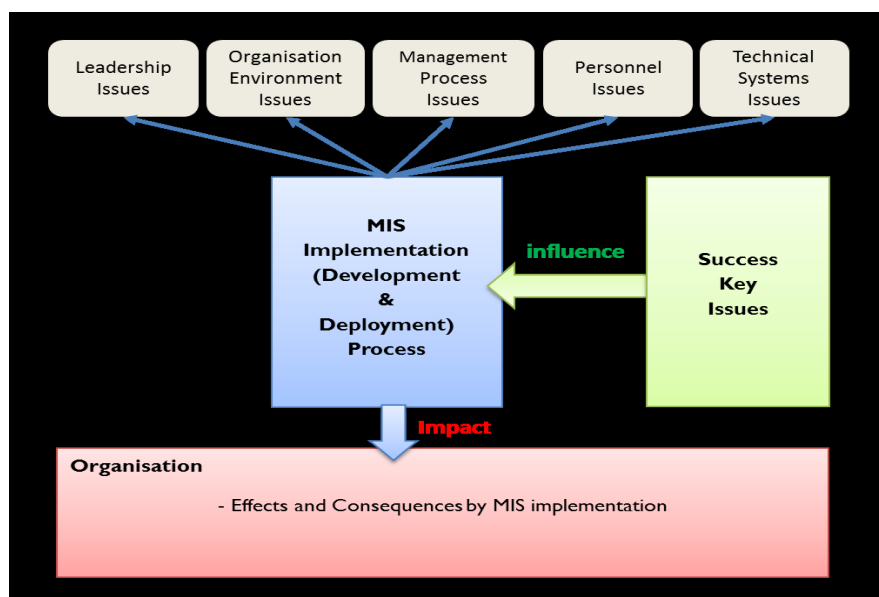 Leadership
Issues
Organisation
Environment
Issues
Management
Process
Issues
Personnel
Issues
Technical
Systems
Issues
MIS
Implementation
(Development
&
Deployment)
Process
influence
Success
Key
Issues
Impact
Organisation
- Effects and Consequences by MIS implementation